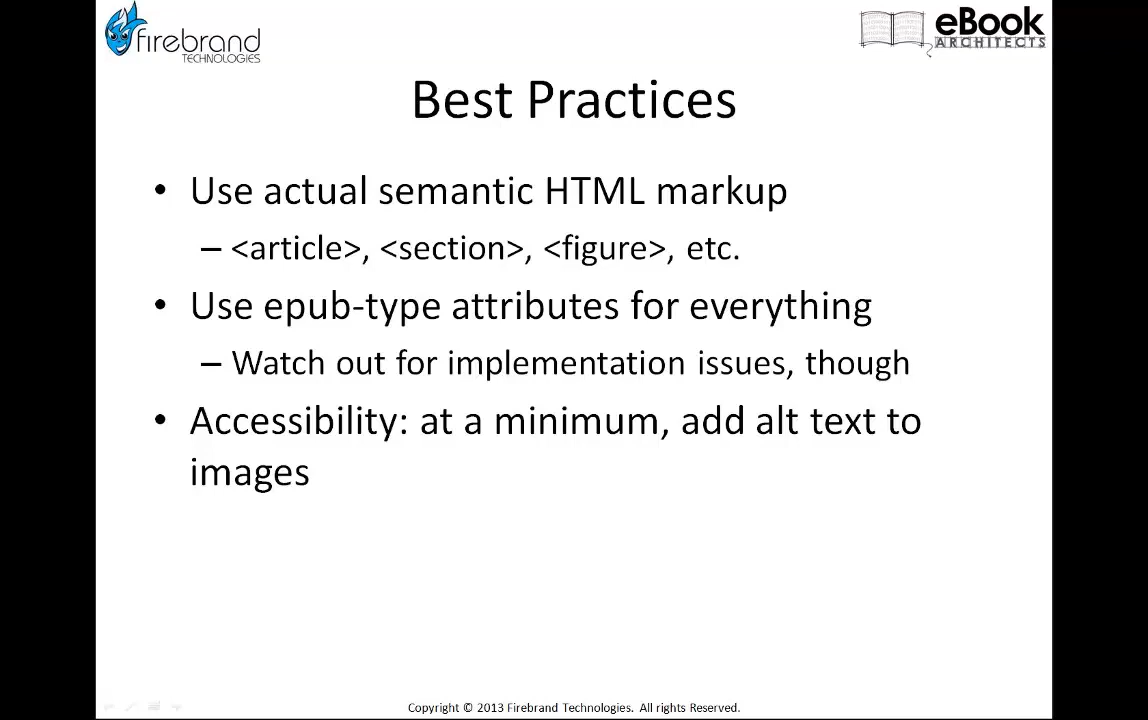 firebrand
TECHNOLOGIES
eBook
ARCHITECTS
Best Practices
• Use actual semantic HTML markup
– <article>, <section>, <figure>, etc.
• Use epub-type attributes for everything
– Watch out for implementation issues, though
• Accessibility: at a minimum, add alt text to
images
Copyright © 2013 Firebrand Technologies. All rights Reserved.